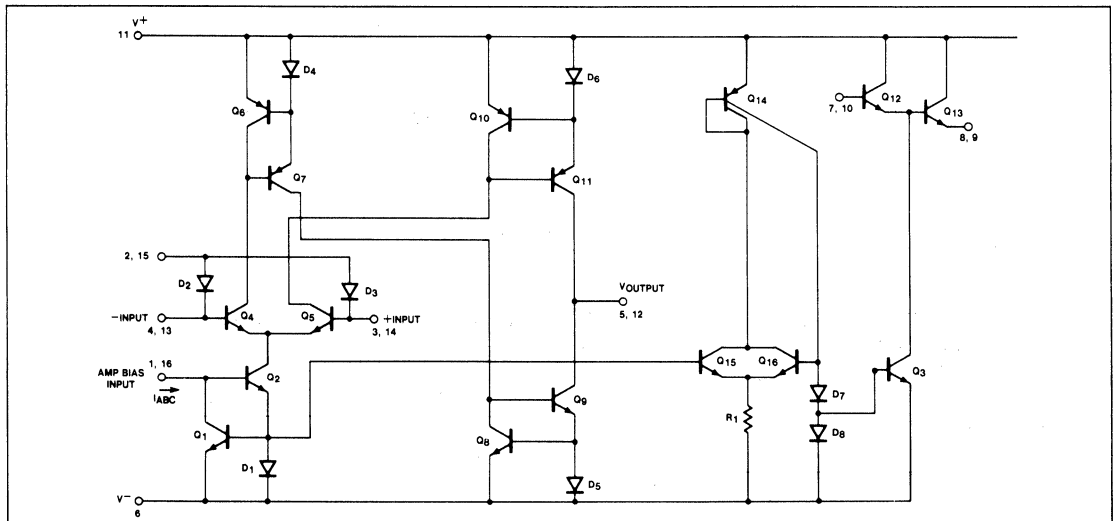 V+
11
D4
D6
Q6
Q10
Q14
Q12
7, 10
Q13
8, 9
Q7
Q11
2, 15
D2
D3
VOUTPUT
5, 12
–INPUT
4, 13
Q4
Q5
+INPUT
3, 14
1, 16
AMP BIAS
INPUT
IABC
Q2
Q15
Q16
Q3
D7
Q9
R1
D8
Q1
Q8
D1
D5
V–
6